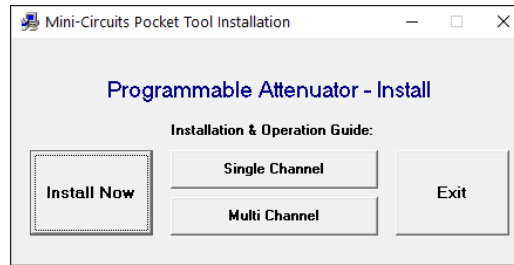 Mini-Circuits Pocket Tool Installation
Programmable Attenuator - Install
Installation & Operation Guide:
Install Now
Single Channel
Multi Channel
Exit